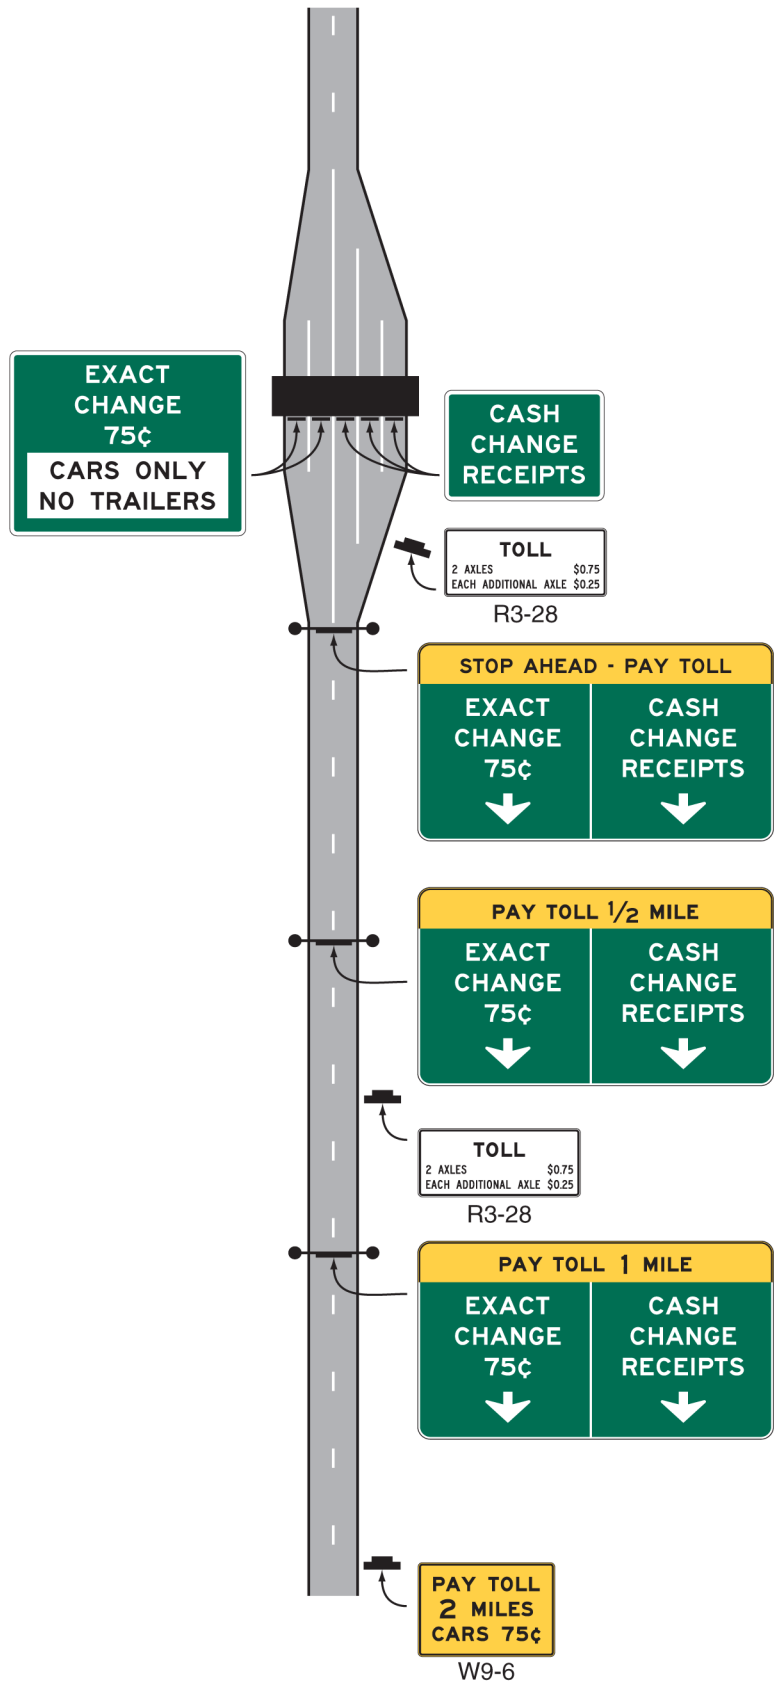 EXACT
CHANGE
75¢
CARS ONLY
NO TRAILERS
CASH
CHANGE
RECEIPTS
TOLL
2 AXLES $0.75
EACH ADDITIONAL AXLE $0.25
R3-28
STOP AHEAD - PAY TOLL
EXACT
CHANGE
75¢
CASH
CHANGE
RECEIPTS
PAY TOLL 1/2 MILE
EXACT
CHANGE
75¢
CASH
CHANGE
RECEIPTS
TOLL
2 AXLES $0.75
EACH ADDITIONAL AXLE $0.25
R3-28
PAY TOLL 1 MILE
EXACT
CHANGE
75¢
CASH
CHANGE
RECEIPTS
PAY TOLL
2 MILES
CARS 75¢
W9-6